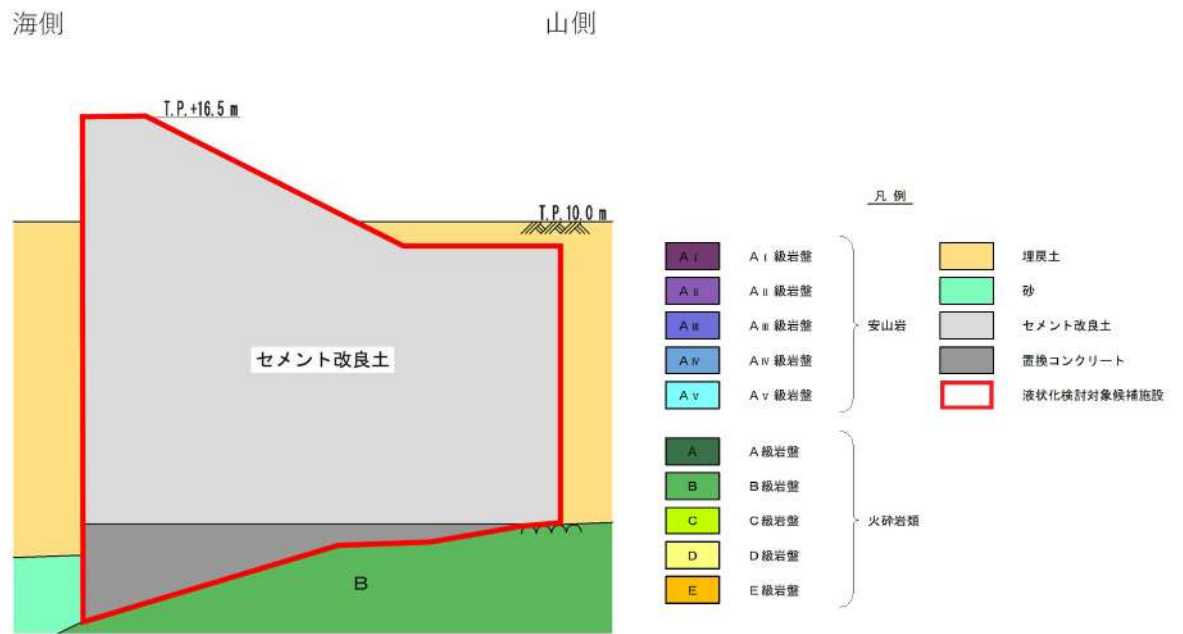 海側
山側
T.P.+16.5 m
T.P.10.0 m
セメント改良土
B
凡 例
AⅠ AⅠ級岩盤
AⅡ AⅡ級岩盤
AⅢ AⅢ級岩盤
AⅣ AⅣ級岩盤
AⅤ AⅤ級岩盤
安山岩
A A級岩盤
B B級岩盤
C C級岩盤
D D級岩盤
E E級岩盤
火砕岩類
埋戻土
砂
セメント改良土
置換コンクリート
液状化検討対象候補施設